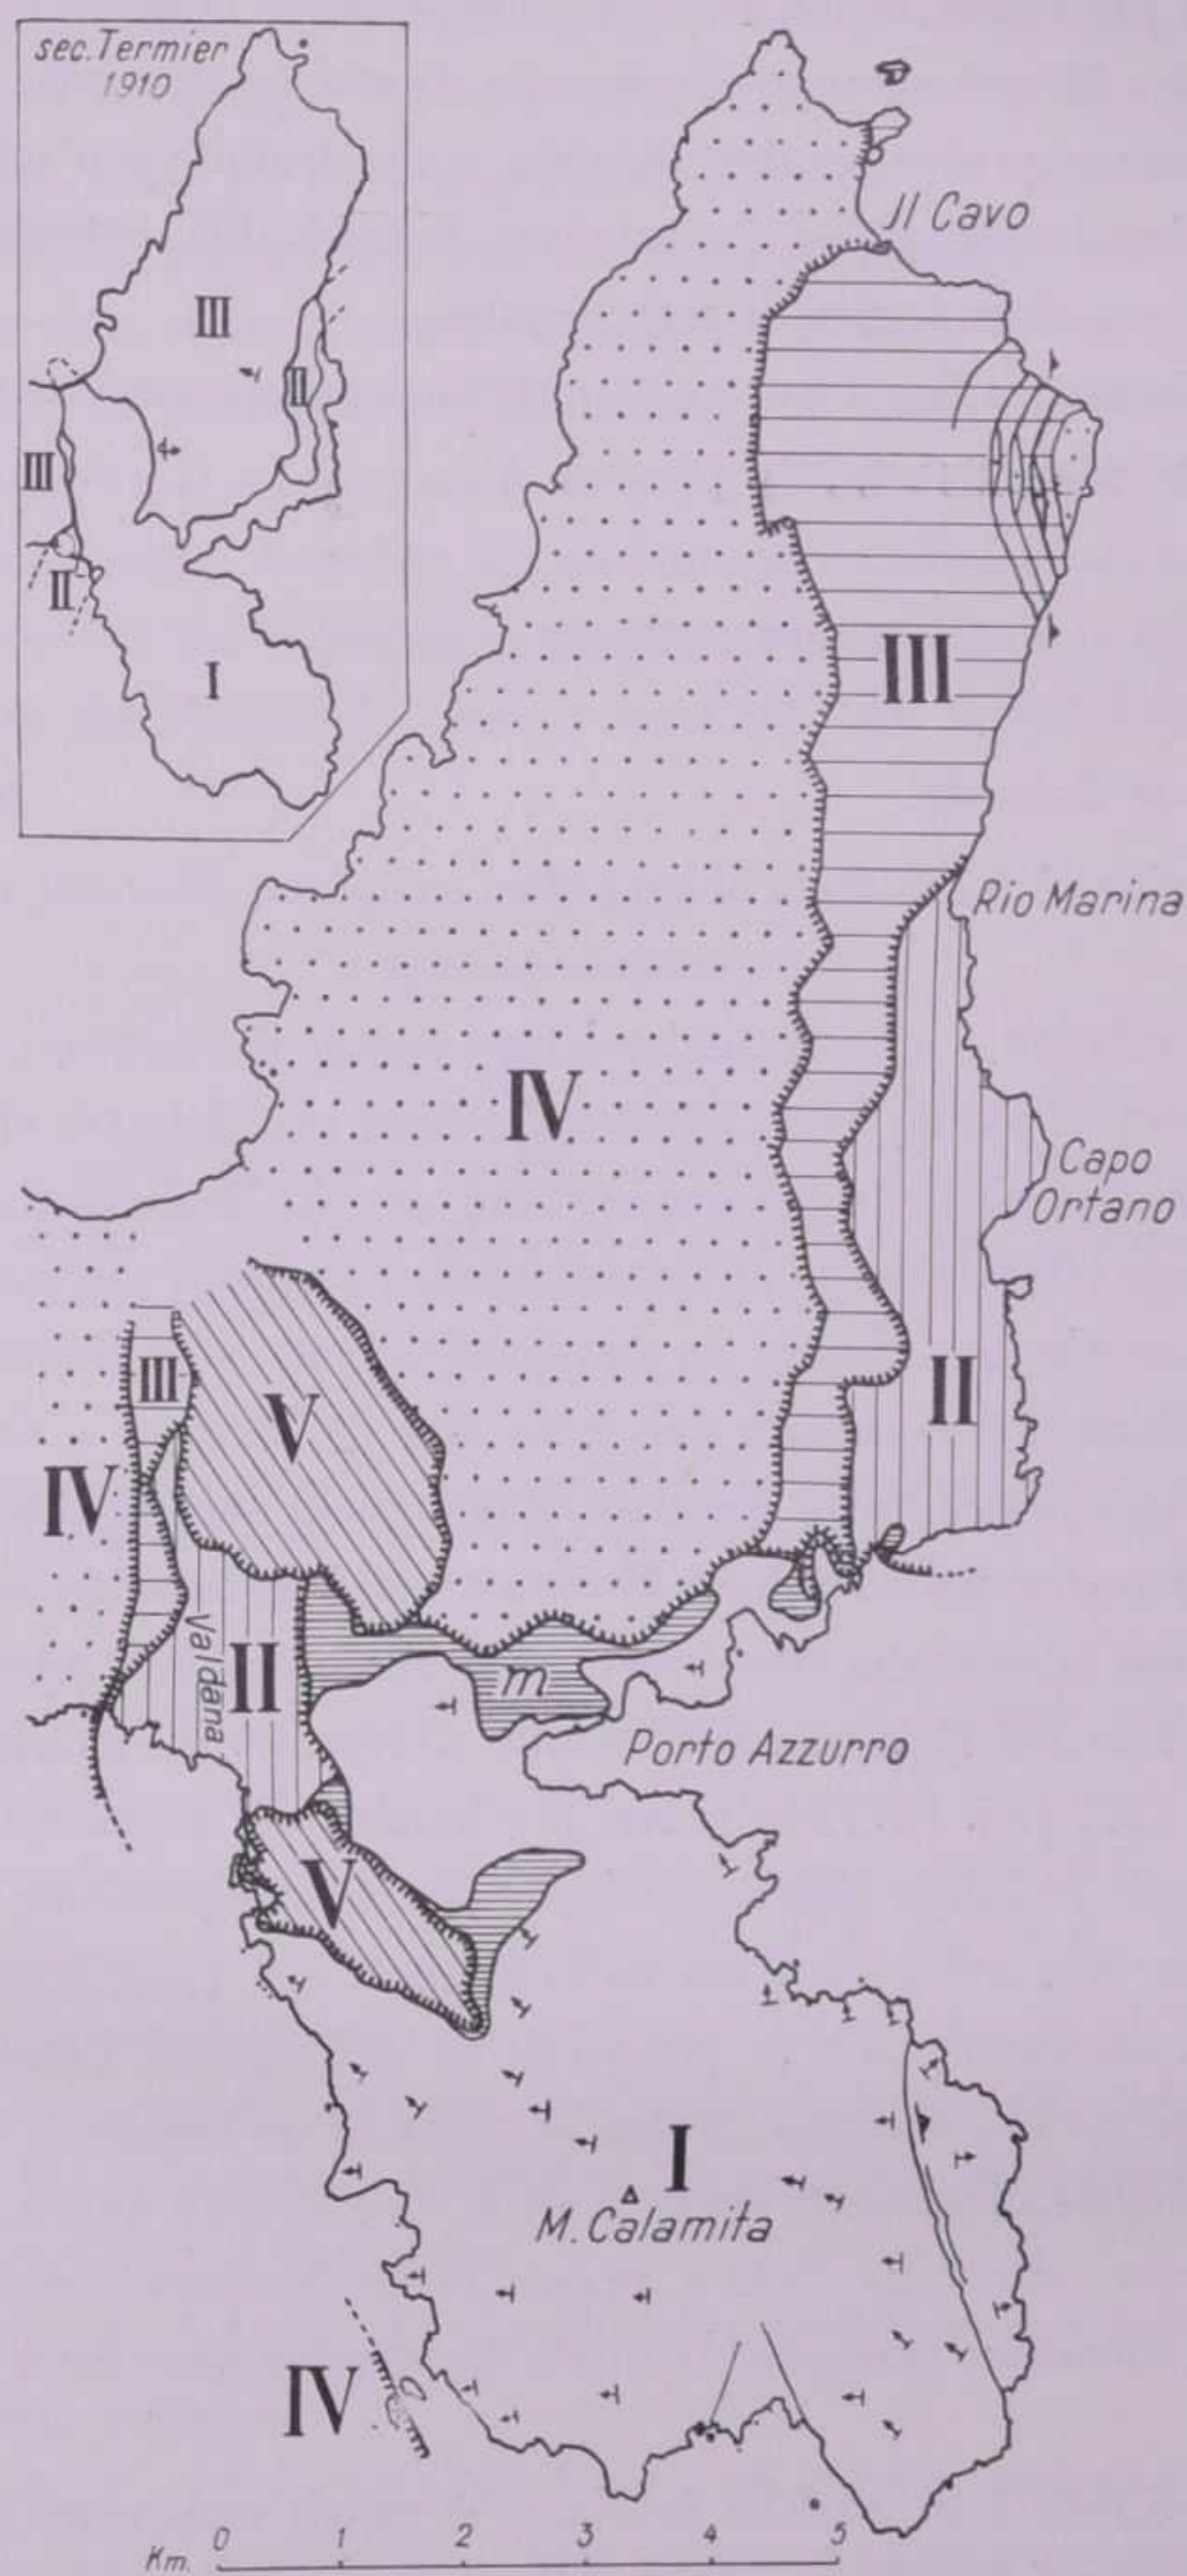 sec. Termier
1910
III
II
III
II
I
Il Cavo
III
Rio Marina
IV
Capo
Ortano
III
V
II
IV
Valdana
II
m
Porto Azzurro
V
I
M. Calamita
IV
0 1 2 3 4 5
Km.